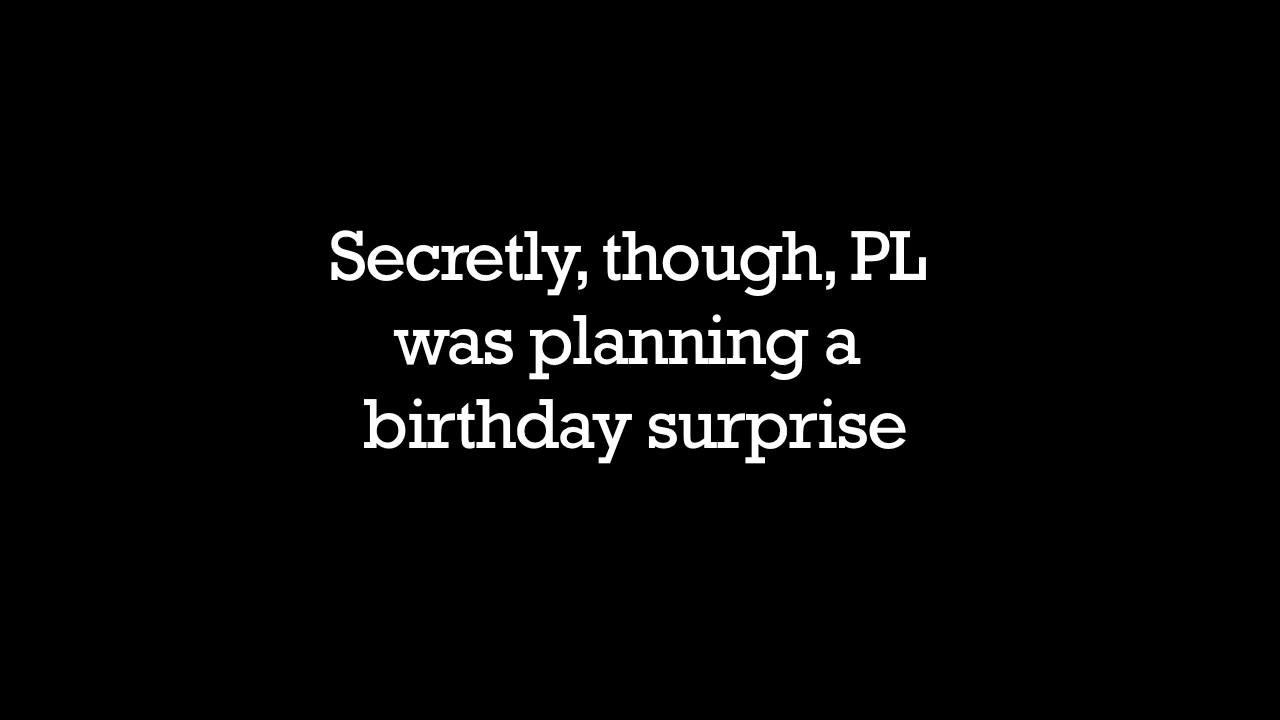 Secretly, though, PL
was planning a
birthday surprise